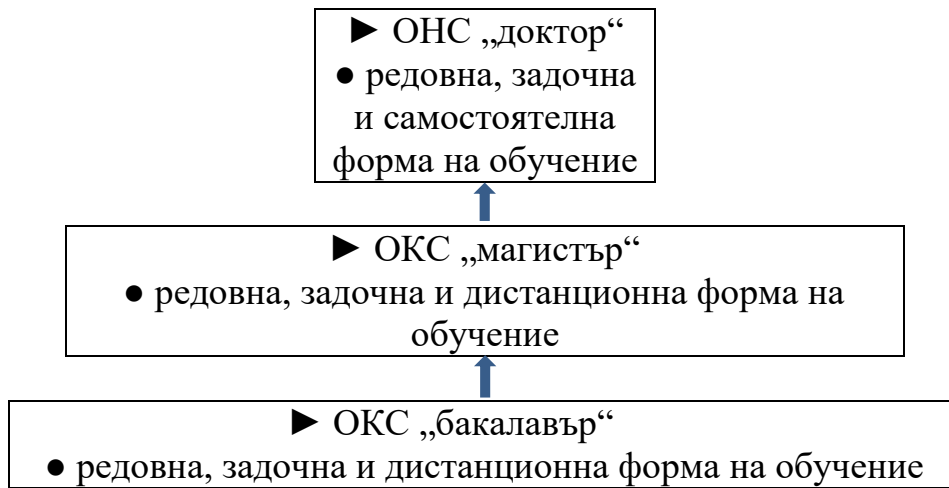 ► ОНС „доктор“
● редовна, задочна
и самостоятелна
форма на обучение
► ОКС „магистър“
● редовна, задочна и дистанционна форма на
обучение
► ОКС „бакалавър“
● редовна, задочна и дистанционна форма на обучение